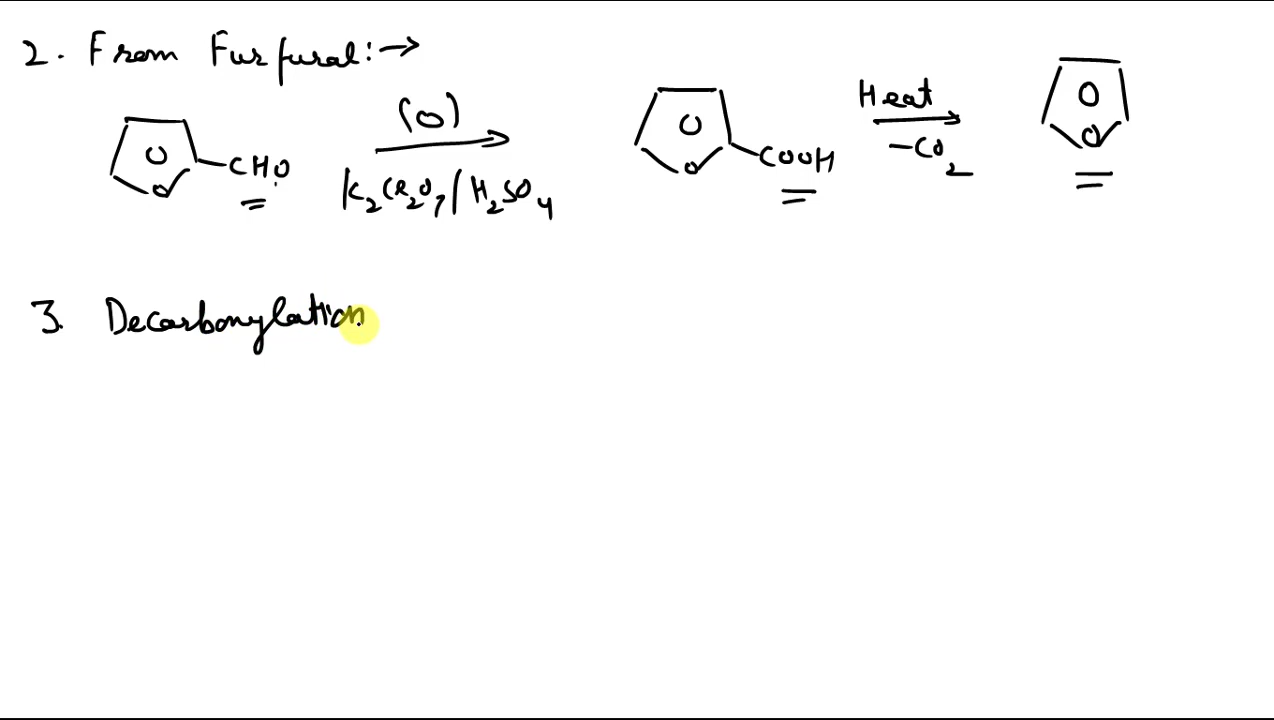 2. From Furfural:→
O O CHO (O) K2Cr2O7/H2SO4 O O COOH Heat -CO2 O O
3. Decarbonylation